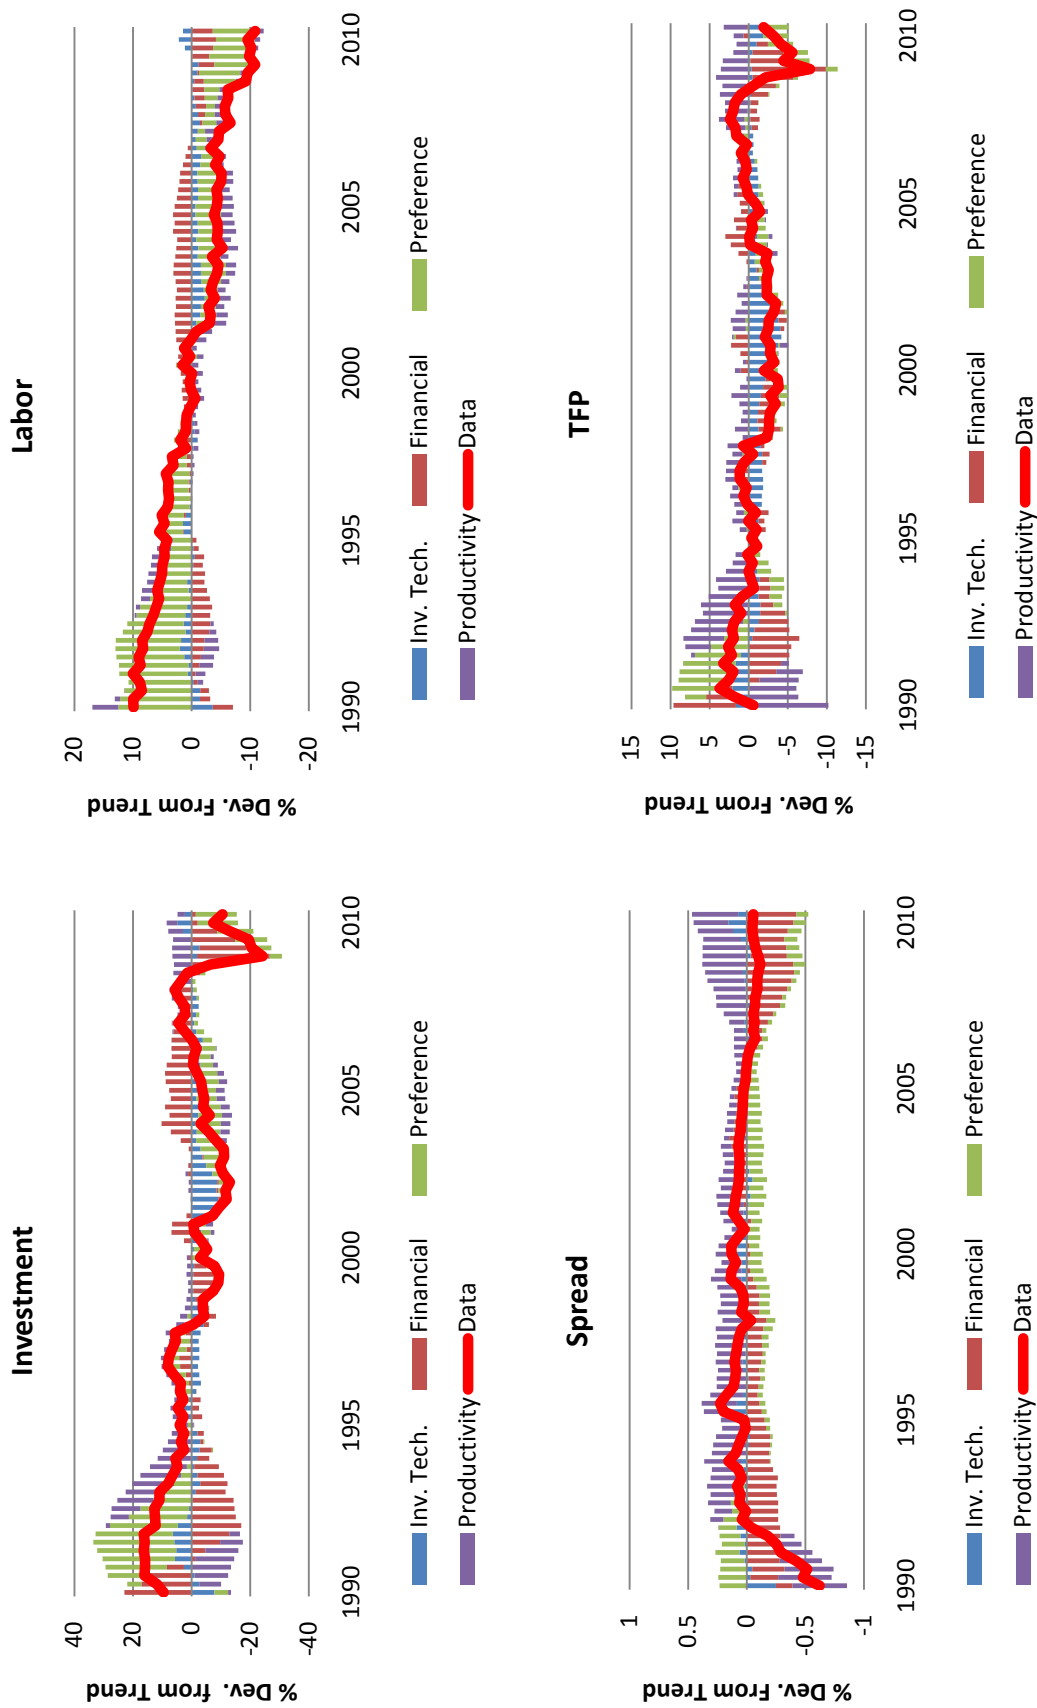 Investment
% Dev. From Trend
from Trend
40
20
0
-20
-40
1990
1995
2000
2005
2010
Inv. Tech.
Financial
Preference
Productivity
Data
Labor
% Dev. From Trend
20
10
0
-10
-20
1990
1995
2000
2005
2010
Inv. Tech.
Financial
Preference
Productivity
Data
Spread
% Dev. From Trend
1
0.5
0
-0.5
-1
1990
1995
2000
2005
2010
Inv. Tech.
Financial
Preference
Productivity
Data
TFP
% Dev. From Trend
15
10
5
0
-5
-10
-15
1990
1995
2000
2005
2010
Inv. Tech.
Financial
Preference
Productivity
Data